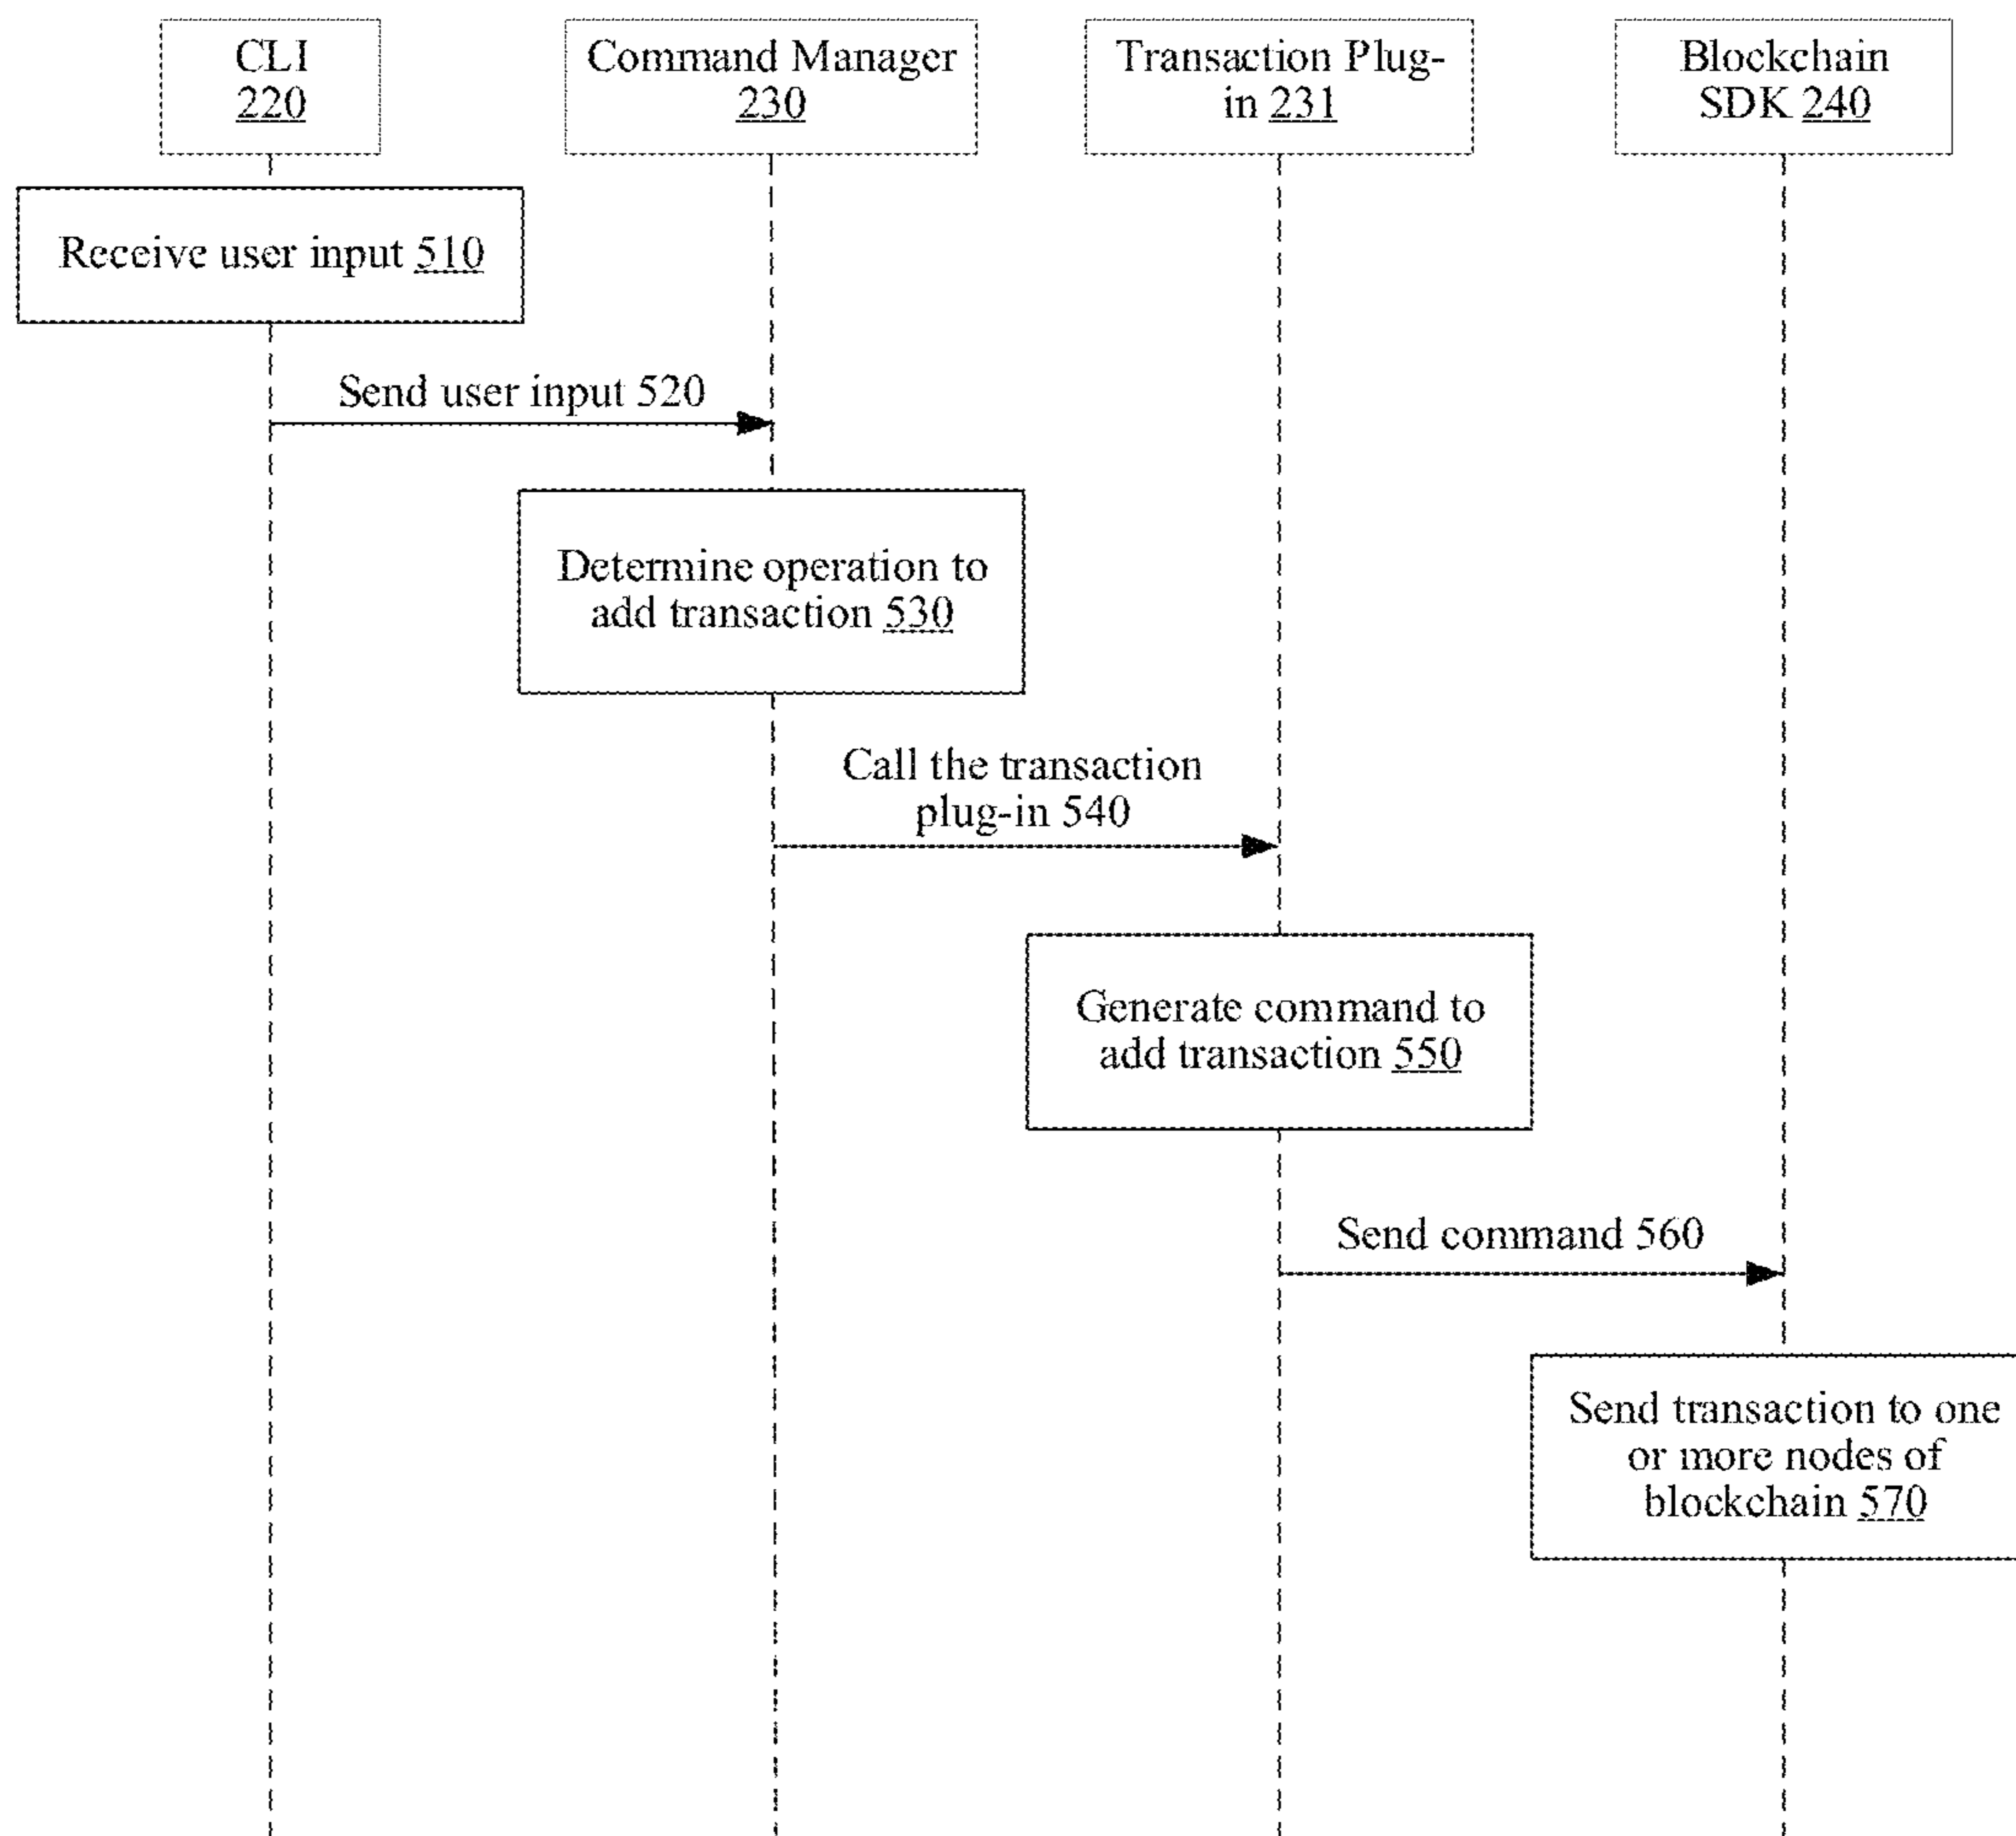 CLI
220
Command Manager
230
Transaction Plug-
in 231
Blockchain
SDK 240
Receive user input 510
Send user input 520
Determine operation to
add transaction 530
Call the transaction
plug-in 540
Generate command to
add transaction 550
Send command 560
Send transaction to one
or more nodes of
blockchain 570